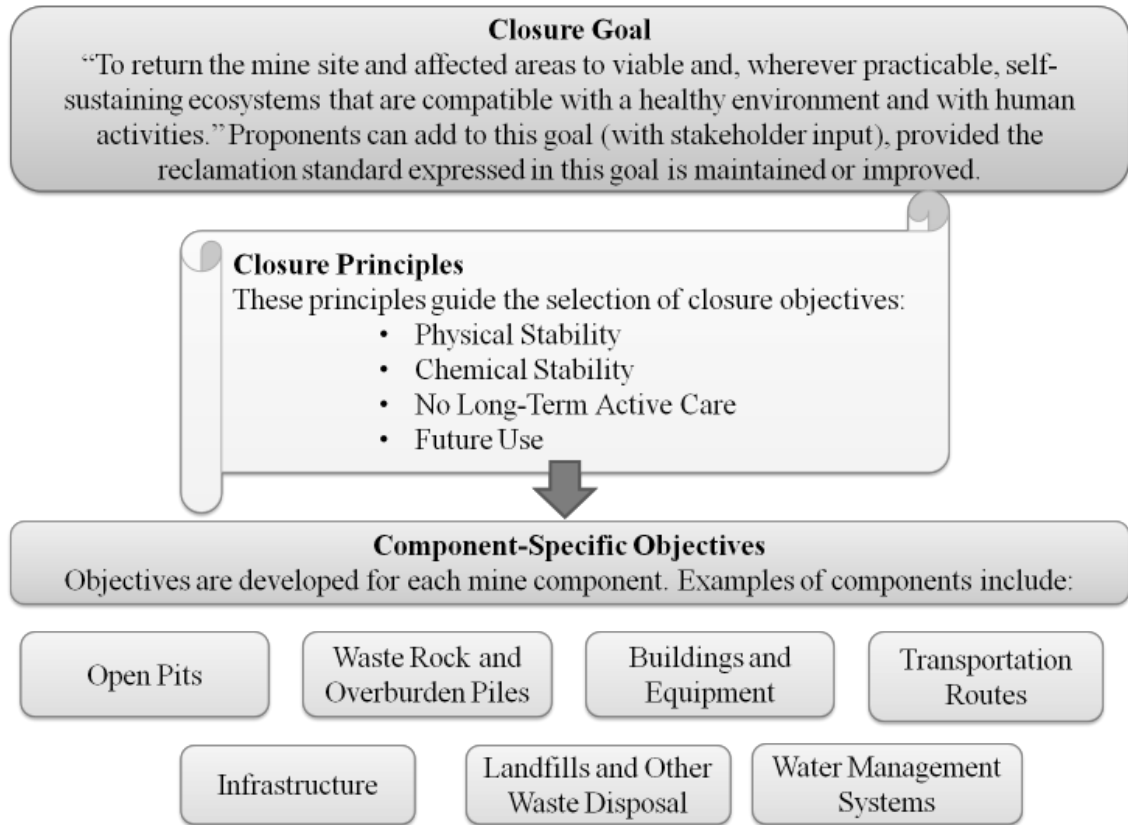 Closure Goal
“To return the mine site and affected areas to viable and, wherever practicable, self-
sustaining ecosystems that are compatible with a healthy environment and with human
activities.” Proponents can add to this goal (with stakeholder input), provided the
reclamation standard expressed in this goal is maintained or improved.
Closure Principles
These principles guide the selection of closure objectives:
• Physical Stability
• Chemical Stability
• No Long-Term Active Care
• Future Use
Component-Specific Objectives
Objectives are developed for each mine component. Examples of components include:
Open Pits
Waste Rock and
Overburden Piles
Buildings and
Equipment
Transportation
Routes
Infrastructure
Landfills and Other
Waste Disposal
Water Management
Systems